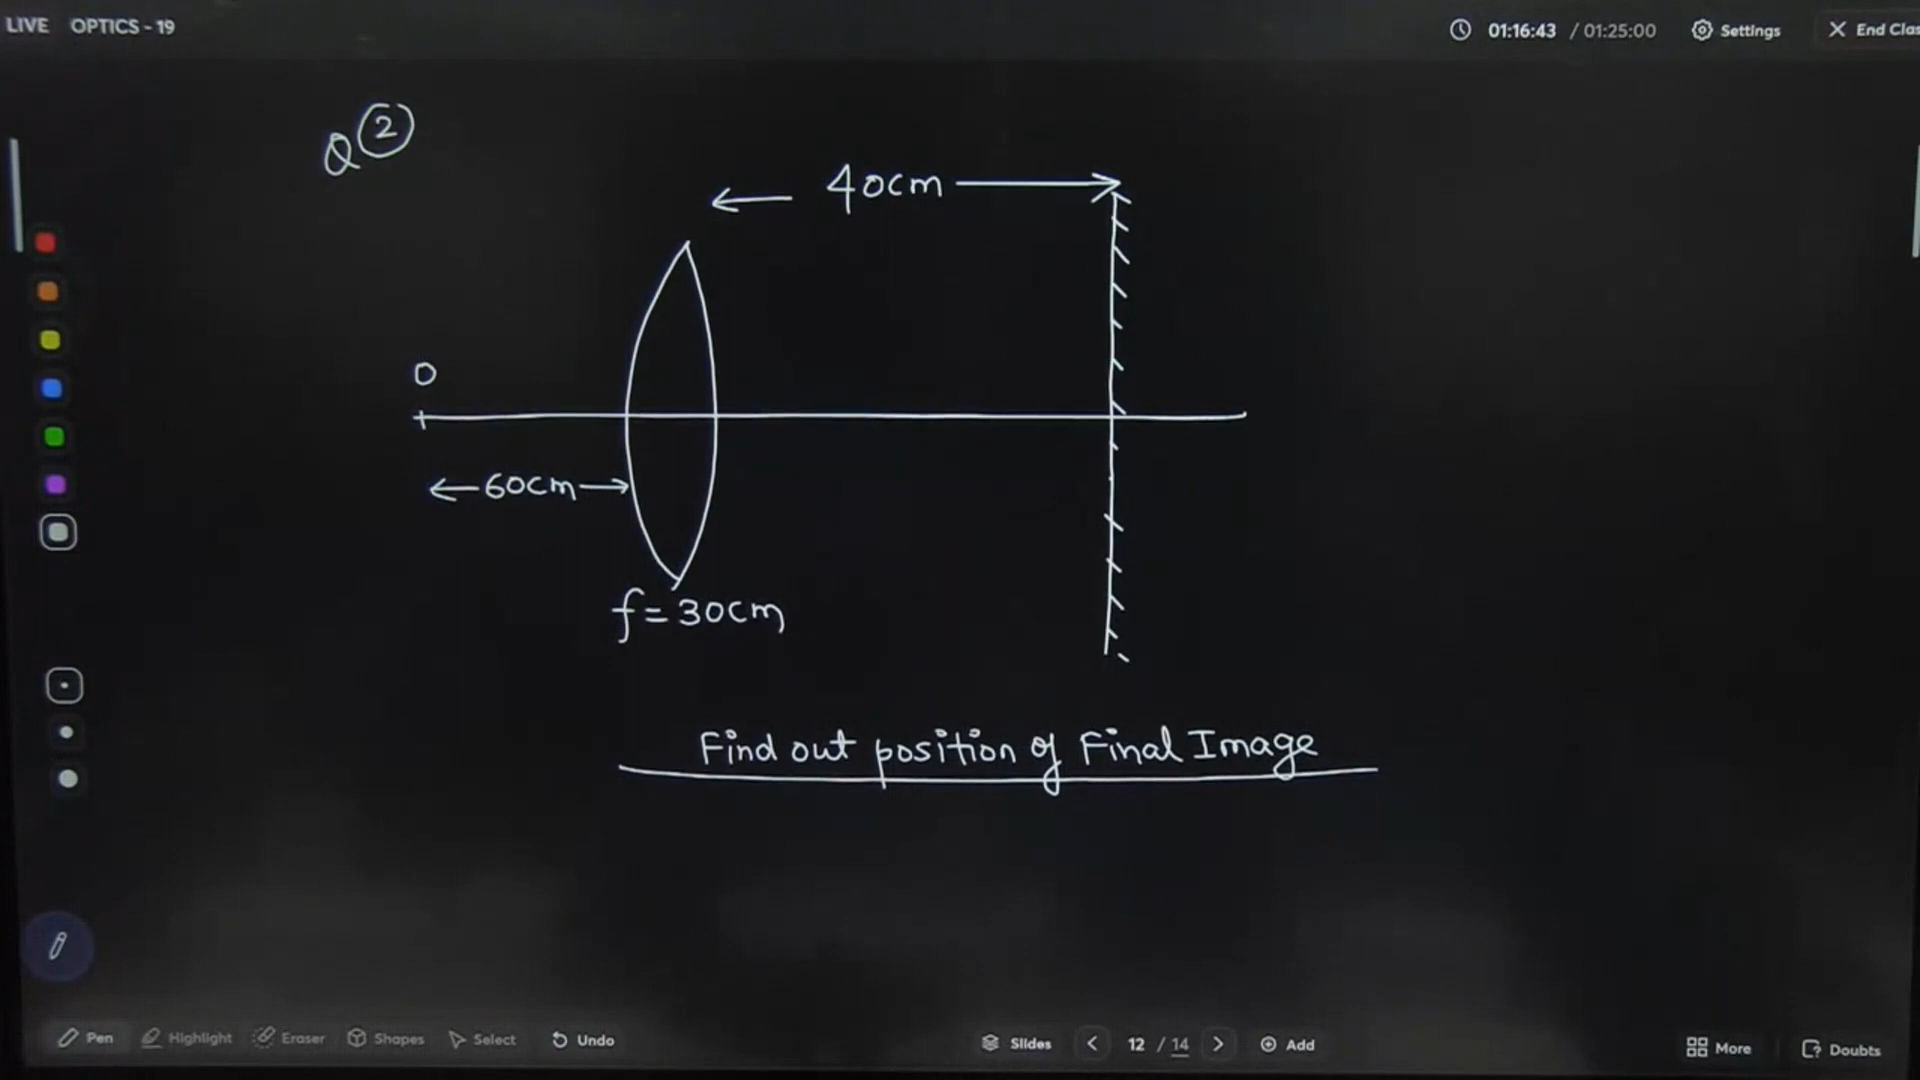 LIVE OPTICS - 19
01:16:43 / 01:25:00 Settings End Clas
Q 2
40cm
O
60cm
f = 30cm
Find out position of Final Image
Pen Highlight Eraser Shapes Select Undo
Slides 12 / 14 Add
More Doubts